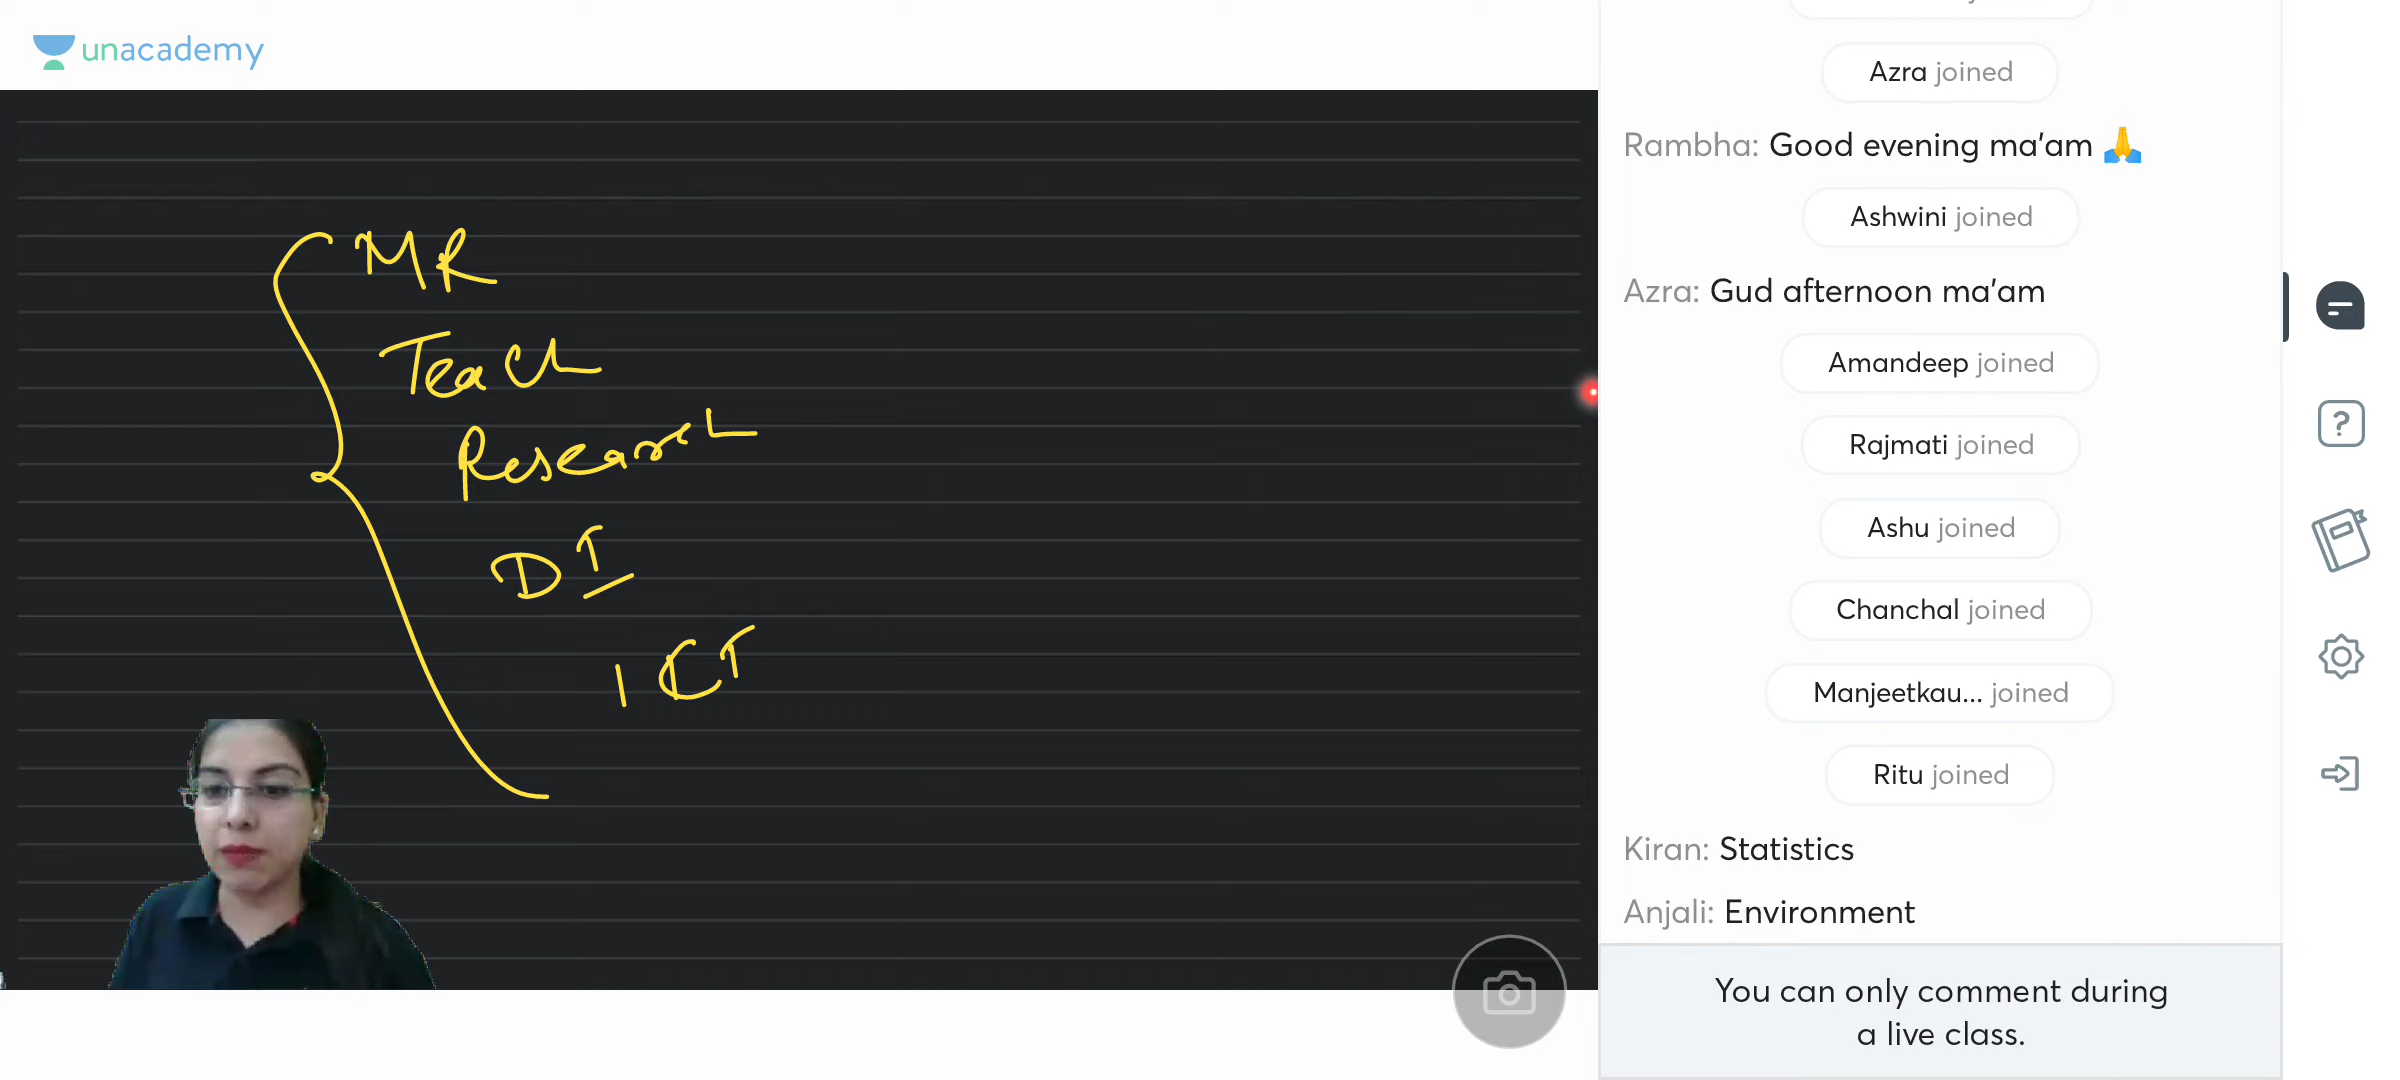 unacademy
MR
Teach
Research
DI
ICT
Azra joined
Rambha: Good evening ma'am 🙏
Ashwini joined
Azra: Gud afternoon ma'am
Amandeep joined
Rajmati joined
Ashu joined
Chanchal joined
Manjeetkau... joined
Ritu joined
Kiran: Statistics
Anjali: Environment
You can only comment during
a live class.